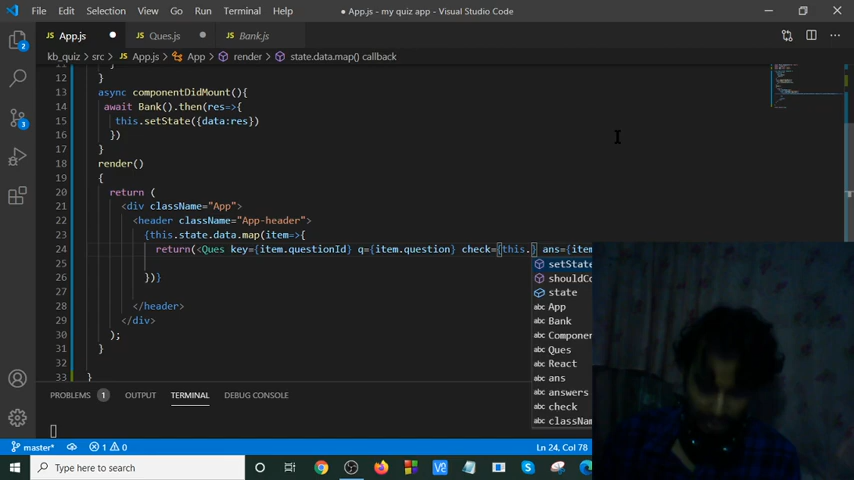 File Edit Selection View Go Run Terminal Help
● App.js - my quiz app - Visual Studio Code
App.js ● Ques.js ● Bank.js
kb_quiz > src > App.js > App > render > state.data.map() callback
12 }
13 async componentDidMount(){
14 await Bank().then(res=>{
15 this.setState({data:res})
16 })
17 }
18 render()
19 {
20 return (
21 <div className="App">
22 <header className="App-header">
23 {this.state.data.map(item=>{
24 return(<Ques key={item.questionId} q={item.question} check={this.} ans={item
25
26 })}
27
28 </header>
29 </div>
30 );
31 }
32
33 }
setState
shouldCo
state
App
Bank
Componen
Ques
React
ans
answers
check
classNam
PROBLEMS 1 OUTPUT TERMINAL DEBUG CONSOLE
master* 1 0 Ln 24, Col 78
Type here to search